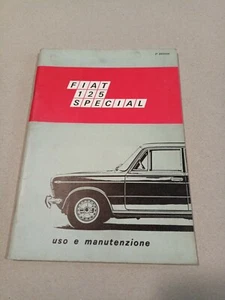 FIAT
125
SPECIAL
uso e manutenzione